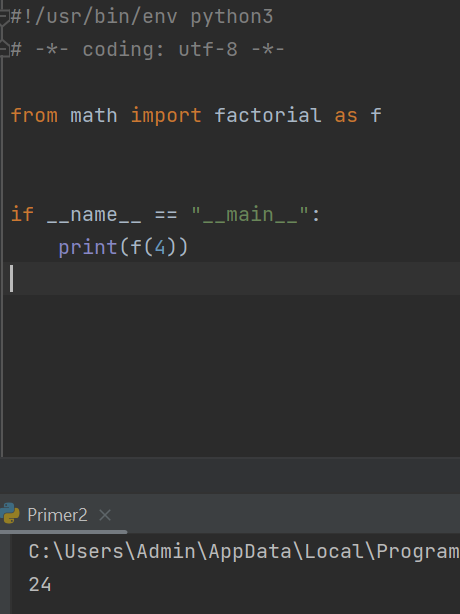 #!/usr/bin/env python3
# -*- coding: utf-8 -*-
from math import factorial as f
if __name__ == "__main__":
    print(f(4))
Primer2 ×
C:\Users\Admin\AppData\Local\Program
24